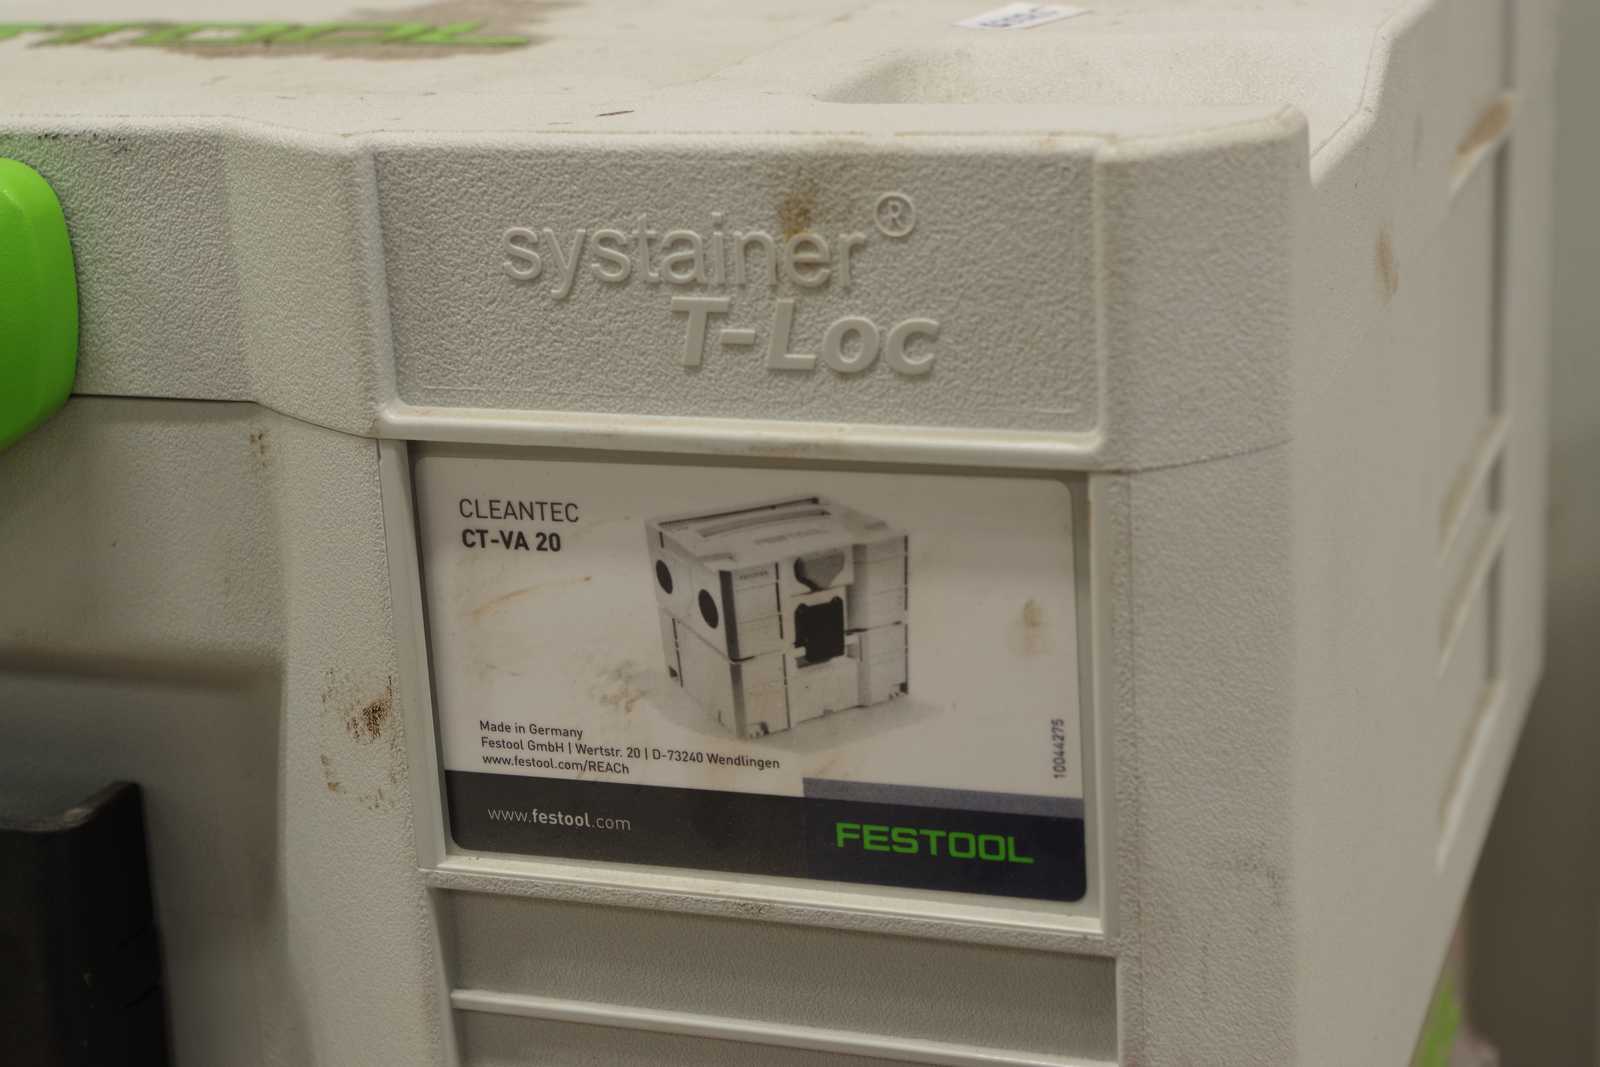 systainer®
T-Loc
CLEANTEC
CT-VA 20
Made in Germany
Festool GmbH | Wertstr. 20 | D-73240 Wendlingen
www.festool.com/REACh
10044275
www.festool.com
FESTOOL